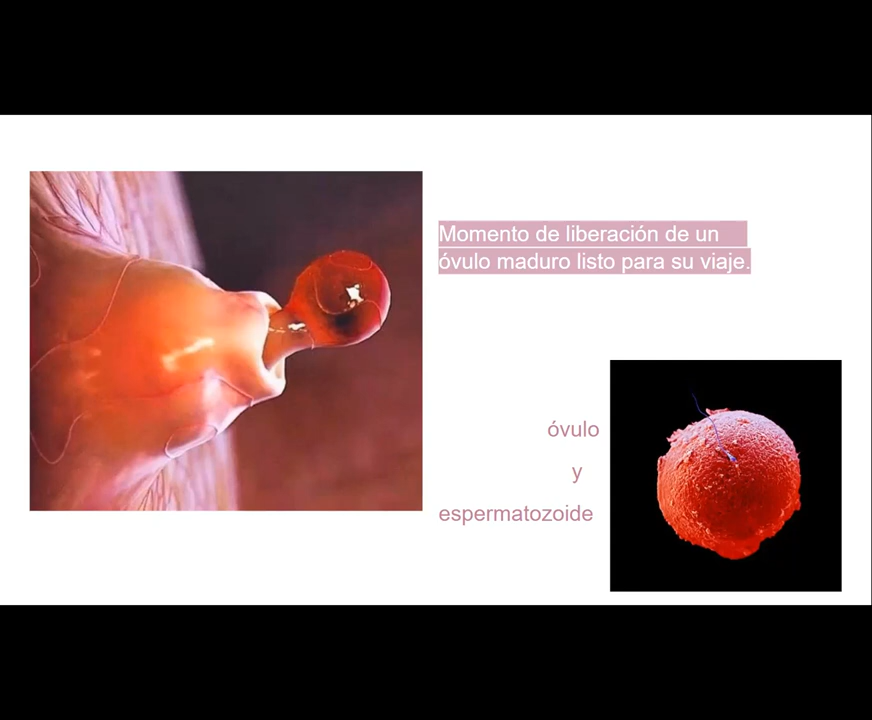 Momento de liberación de un
óvulo maduro listo para su viaje.
óvulo
y
espermatozoide